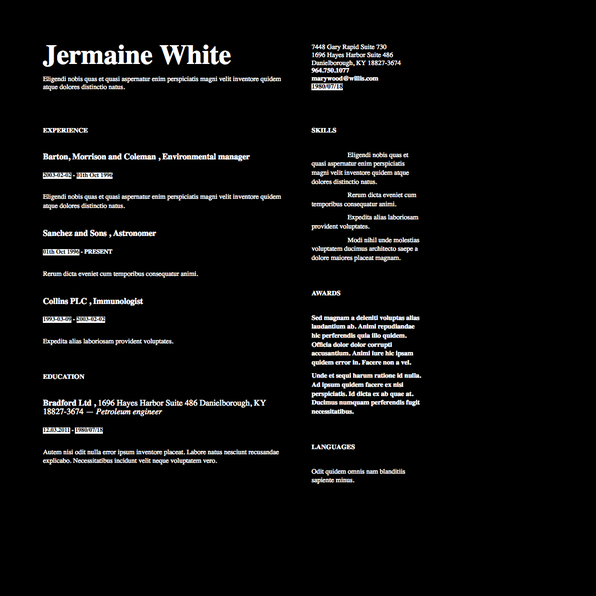 Jermaine White
Eligendi nobis quas et quasi aspernatur enim perspiciatis magni velit inventore quidem
atque dolores distinctio natus.
EXPERIENCE
Barton, Morrison and Coleman , Environmental manager
2003-02-02 - 01th Oct 1996
Eligendi nobis quas et quasi aspernatur enim perspiciatis magni velit inventore quidem
atque dolores distinctio natus.
Sanchez and Sons , Astronomer
01th Oct 1996 - PRESENT
Rerum dicta eveniet cum temporibus consequatur animi.
Collins PLC , Immunologist
1993-03-09 - 2003-02-02
Expedita alias laboriosam provident voluptates.
EDUCATION
Bradford Ltd , 1696 Hayes Harbor Suite 486 Danielborough, KY
18827-3674 — Petroleum engineer
12.03.2011 - 1980/07/18
Autem nisi odit nulla error ipsum inventore placeat. Labore natus nesciunt recusandae
explicabo. Necessitatibus incidunt velit neque voluptatem vero.
7448 Gary Rapid Suite 730
1696 Hayes Harbor Suite 486
Danielborough, KY 18827-3674
964.750.1077
marywood@willis.com
1980/07/18
SKILLS
Eligendi nobis quas et
quasi aspernatur enim perspiciatis
magni velit inventore quidem atque
dolores distinctio natus.
Rerum dicta eveniet cum
temporibus consequatur animi.
Expedita alias laboriosam
provident voluptates.
Modi nihil unde molestias
voluptatem ducimus architecto saepe a
dolore maiores placeat magnam.
AWARDS
Sed magnam a deleniti voluptas alias
laudantium ab. Animi repudiandae
hic perferendis quia illo quidem.
Officia dolor dolor corrupti
accusantium. Animi iure hic ipsam
quidem error in. Facere non a vel.
Unde et sequi harum ratione id nulla.
Ad ipsum quidem facere ex nisi
perspiciatis. Id dicta ex ab quae at.
Ducimus numquam perferendis fugit
necessitatibus.
LANGUAGES
Odit quidem omnis nam blanditiis
sapiente minus.